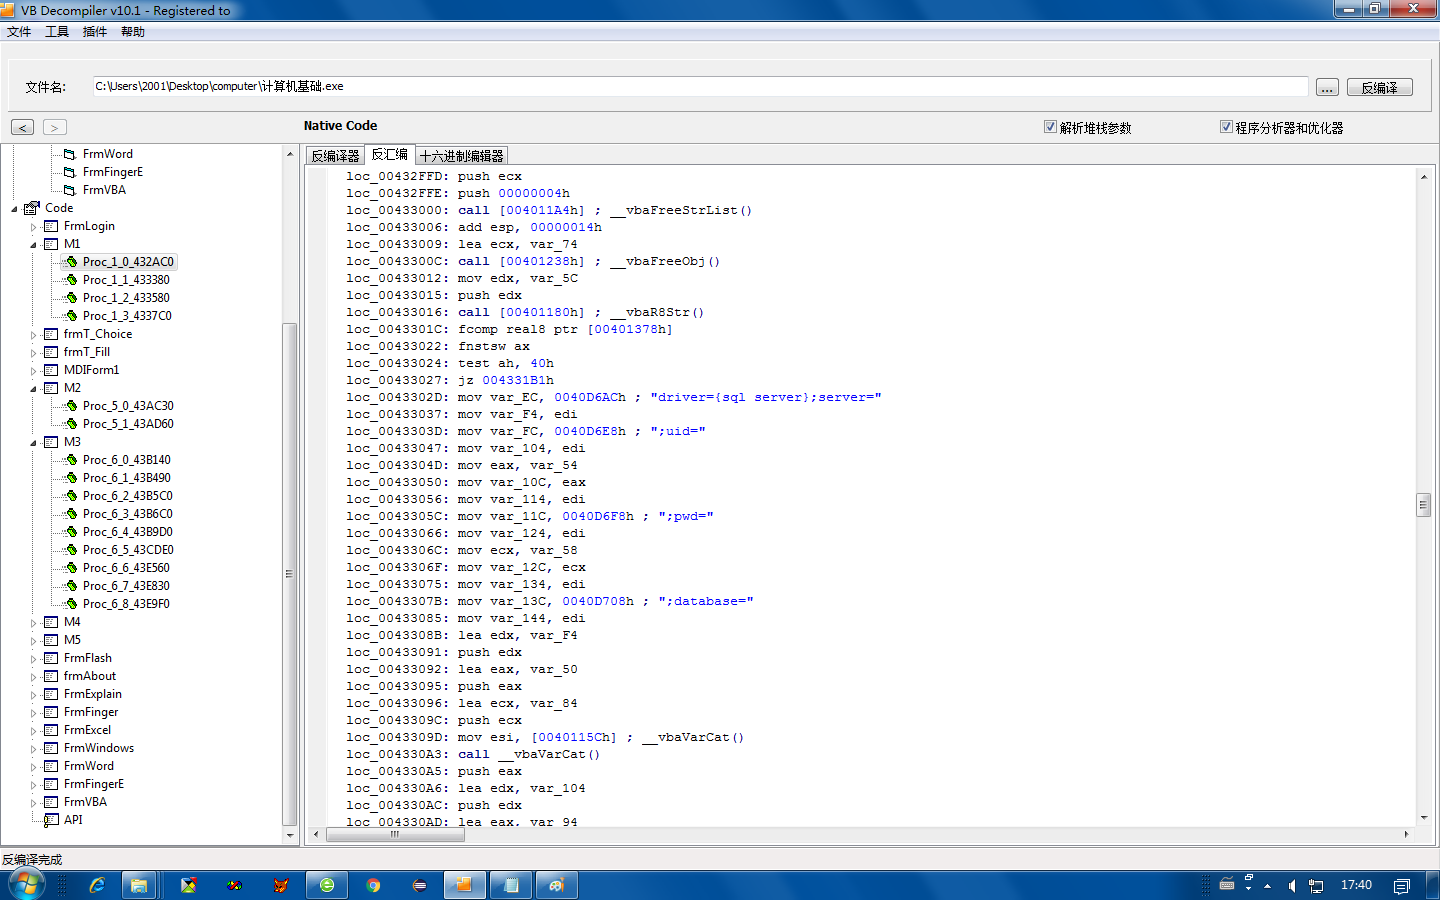 VB Decompiler v10.1 - Registered to
文件 工具 插件 帮助
文件名: C:\Users\2001\Desktop\computer\计算机基础.exe ... 反编译
< > Native Code 解析堆栈参数 程序分析器和优化器
反编译器 反汇编 十六进制编辑器
FrmWord
FrmFingerE
FrmVBA
Code
FrmLogin
M1
Proc_1_0_432AC0
Proc_1_1_433380
Proc_1_2_433580
Proc_1_3_4337C0
frmT_Choice
frmT_Fill
MDIForm1
M2
Proc_5_0_43AC30
Proc_5_1_43AD60
M3
Proc_6_0_43B140
Proc_6_1_43B490
Proc_6_2_43B5C0
Proc_6_3_43B6C0
Proc_6_4_43B9D0
Proc_6_5_43CDE0
Proc_6_6_43E560
Proc_6_7_43E830
Proc_6_8_43E9F0
M4
M5
FrmFlash
frmAbout
FrmExplain
FrmFinger
FrmExcel
FrmWindows
FrmWord
FrmFingerE
FrmVBA
API
loc_00432FFD: push ecx
loc_00432FFE: push 00000004h
loc_00433000: call [004011A4h] ; __vbaFreeStrList()
loc_00433006: add esp, 00000014h
loc_00433009: lea ecx, var_74
loc_0043300C: call [00401238h] ; __vbaFreeObj()
loc_00433012: mov edx, var_5C
loc_00433015: push edx
loc_00433016: call [00401180h] ; __vbaR8Str()
loc_0043301C: fcomp real8 ptr [00401378h]
loc_00433022: fnstsw ax
loc_00433024: test ah, 40h
loc_00433027: jz 004331B1h
loc_0043302D: mov var_EC, 0040D6ACh ; "driver={sql server};server="
loc_00433037: mov var_F4, edi
loc_0043303D: mov var_FC, 0040D6E8h ; ";uid="
loc_00433047: mov var_104, edi
loc_0043304D: mov eax, var_54
loc_00433050: mov var_10C, eax
loc_00433056: mov var_114, edi
loc_0043305C: mov var_11C, 0040D6F8h ; ";pwd="
loc_00433066: mov var_124, edi
loc_0043306C: mov ecx, var_58
loc_0043306F: mov var_12C, ecx
loc_00433075: mov var_134, edi
loc_0043307B: mov var_13C, 0040D708h ; ";database="
loc_00433085: mov var_144, edi
loc_0043308B: lea edx, var_F4
loc_00433091: push edx
loc_00433092: lea eax, var_50
loc_00433095: push eax
loc_00433096: lea ecx, var_84
loc_0043309C: push ecx
loc_0043309D: mov esi, [0040115Ch] ; __vbaVarCat()
loc_004330A3: call __vbaVarCat()
loc_004330A5: push eax
loc_004330A6: lea edx, var_104
loc_004330AC: push edx
loc_004330AD: lea eax, var_94
反编译完成
17:40